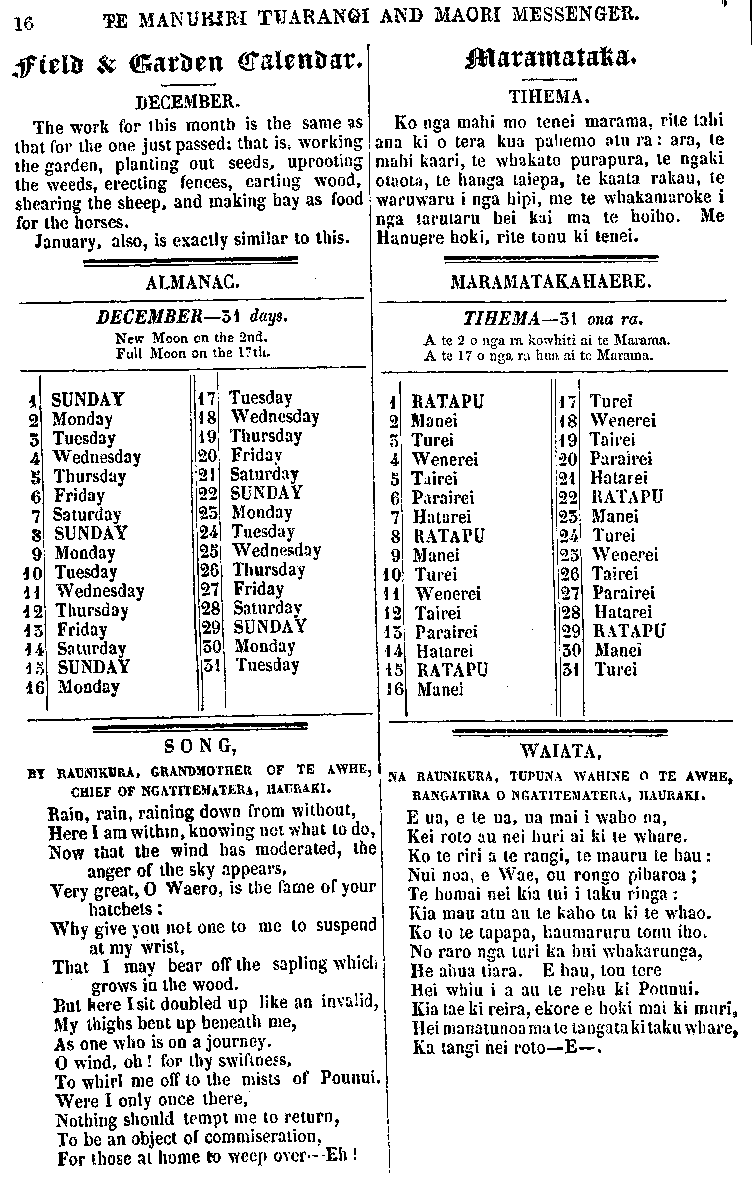 16 TE MANUHIRI TUARANGI AND MAORI MESSENGER.
Field & Garden Calendar.
DECEMBER.
The work for this month is the same as
that for the one just passed: that is, working
the garden, planting out seeds, uprooting
the weeds, erecting fences, carting wood,
shearing the sheep, and making hay as food
for the horses.
January, also, is exactly similar to this.
ALMANAC.
DECEMBER—31 days.
New Moon on the 2nd.
Full Moon on the 17th.
1 SUNDAY 17 Tuesday
2 Monday 18 Wednesday
3 Tuesday 19 Thursday
4 Wednesday 20 Friday
5 Thursday 21 Saturday
6 Friday 22 SUNDAY
7 Saturday 23 Monday
8 SUNDAY 24 Tuesday
9 Monday 25 Wednesday
10 Tuesday 26 Thursday
11 Wednesday 27 Friday
12 Thursday 28 Saturday
13 Friday 29 SUNDAY
14 Saturday 30 Monday
15 SUNDAY 31 Tuesday
16 Monday
SONG,
BY RAUNIKURA, GRANDMOTHER OF TE AWHE,
CHIEF OF NGATITEMATERA, HAURAKI.
Rain, rain, raining down from without,
Here I am within, knowing not what to do,
Now that the wind has moderated, the
anger of the sky appears,
Very great, O Waero, is the fame of your
hatchets:
Why give you not one to me to suspend
at my wrist,
That I may bear off the sapling which
grows in the wood.
But here I sit doubled up like an invalid,
My thighs bent up beneath me,
As one who is on a journey.
O wind, oh! for thy swiftness,
To whirl me off to the mists of Pounui.
Were I only once there,
Nothing should tempt me to return,
To be an object of commiseration,
For those at home to weep over--Eh!
Maramataka.
TIHEMA.
Ko nga mahi mo tenei marama, rite tahi
ana ki o tera kua pahemo atu ra: ara, te
mahi kaari, te whakato purapura, te ngaki
otaota, te hanga taiepa, te kaata rakau, te
waruwaru i nga hipi, me te whakamaroke i
nga tarutaru hei kai ma te hoiho. Me
Hanuere hoki, rite tonu ki tenei.
MARAMATAKAHAERE.
TIHEMA—31 ona ra.
A te 2 o nga ra kowhiti ai te Marama.
A te 17 o nga ra hua ai te Marama.
1 RATAPU 17 Turei
2 Manei 18 Wenerei
3 Turei 19 Tairei
4 Wenerei 20 Parairei
5 Tairei 21 Hatarei
6 Parairei 22 RATAPU
7 Hatarei 23 Manei
8 RATAPU 24 Turei
9 Manei 25 Wenerei
10 Turei 26 Tairei
11 Wenerei 27 Parairei
12 Tairei 28 Hatarei
13 Parairei 29 RATAPU
14 Hatarei 30 Manei
15 RATAPU 31 Turei
16 Manei
WAIATA,
NA RAUNIKURA, TUPUNA WAHINE O TE AWHE,
RANGATIRA O NGATITEMATERA, HAURAKI.
E ua, e te ua, ua mai i waho na,
Kei roto au nei huri ai ki te whare.
Ko te riri a te rangi, te mauru te hau:
Nui noa, e Wae, ou rongo piharoa;
Te homai nei kia tui i taku ringa:
Kia mau atu au te kaho tu ki te whao.
Ko to te tapapa, haumaruru tonu iho.
No raro nga turi ka hui whakarunga,
He ahua tiara. E hau, tou tere
Hei whiu i a au te rehu ki Pounui.
Kia tae ki reira, ekore e hoki mai ki muri,
Hei manatunoa ma te tangata ki taku whare,
Ka tangi nei roto—E—.